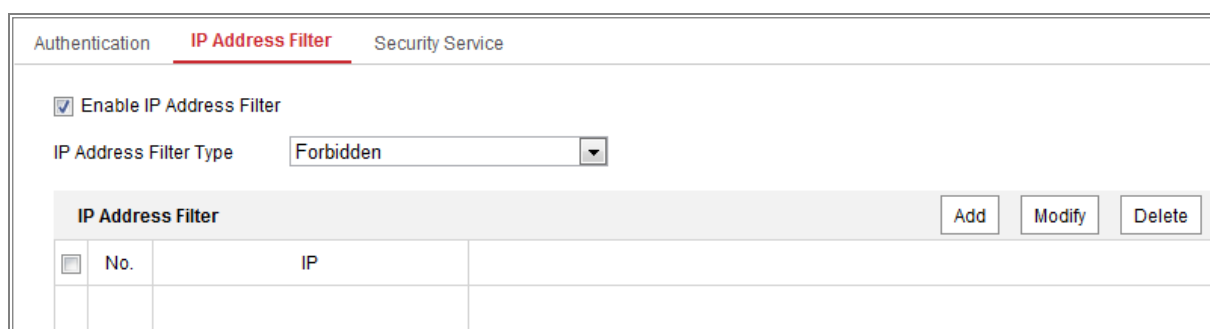 Authentication IP Address Filter Security Service
Enable IP Address Filter
IP Address Filter Type Forbidden
IP Address Filter Add Modify Delete
No. IP